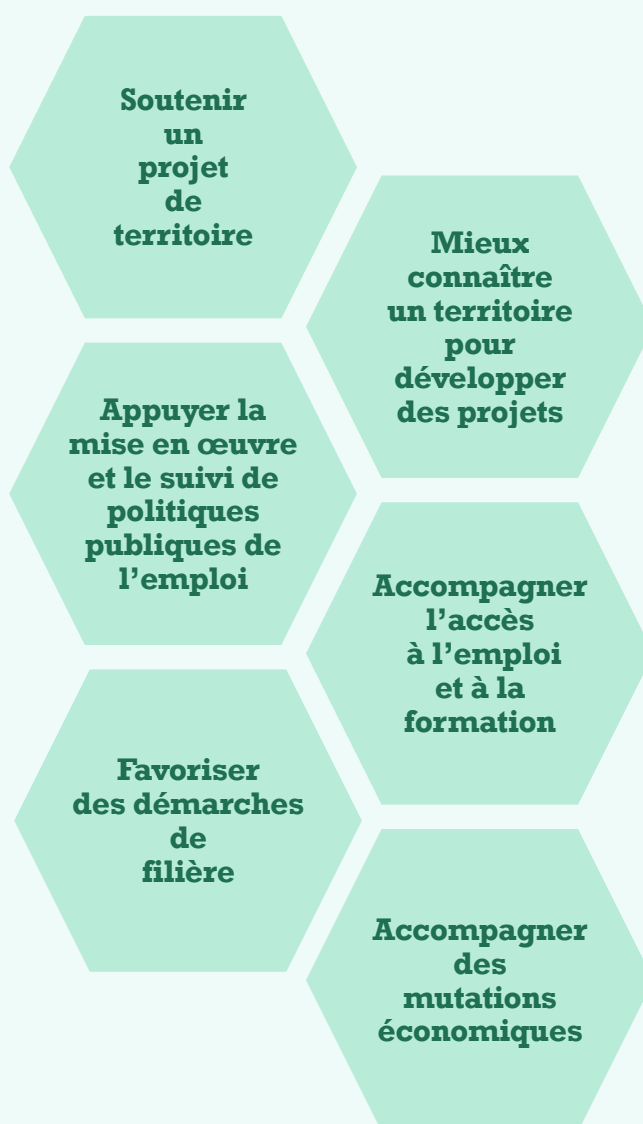 Soutenir
un
projet
de
territoire
Mieux
connaître
un territoire
pour
développer
des projets
Appuyer la
mise en œuvre
et le suivi de
politiques
publiques de
l’emploi
Accompagner
l’accès
à l’emploi
et à la
formation
Favoriser
des démarches
de
filière
Accompagner
des
mutations
économiques